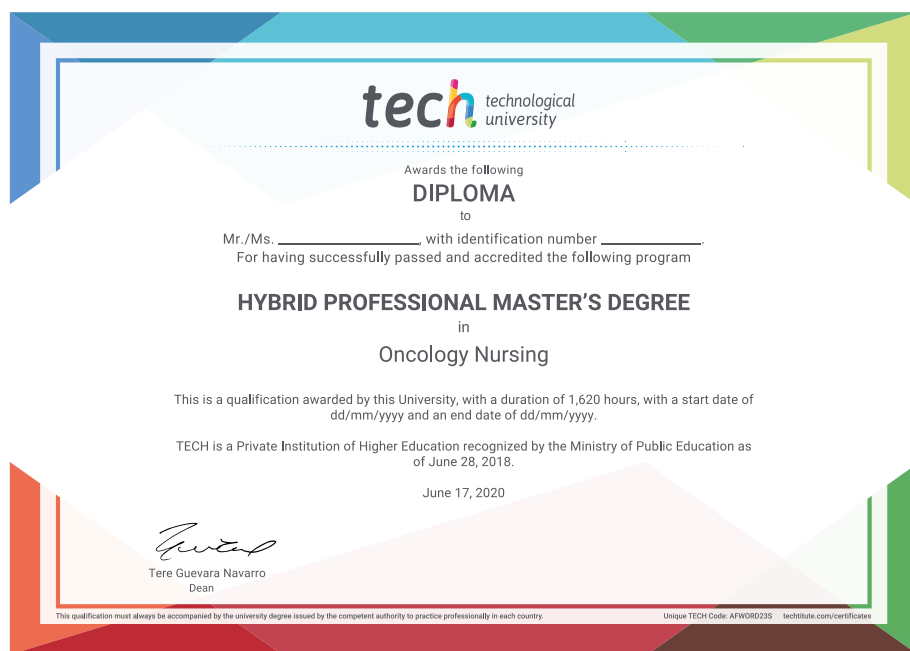 tech technological
university
Awards the following
DIPLOMA
to
Mr./Ms. ____________________, with identification number ______________.
For having successfully passed and accredited the following program
HYBRID PROFESSIONAL MASTER'S DEGREE
in
Oncology Nursing
This is a qualification awarded by this University, with a duration of 1,620 hours, with a start date of
dd/mm/yyyy and an end date of dd/mm/yyyy.
TECH is a Private Institution of Higher Education recognized by the Ministry of Public Education as
of June 28, 2018.
June 17, 2020
Tere Guevara Navarro
Dean
This qualification must always be accompanied by the university degree issued by the competent authority to practice professionally in each country. Unique TECH Code: AFWORD23S techtitute.com/certificates